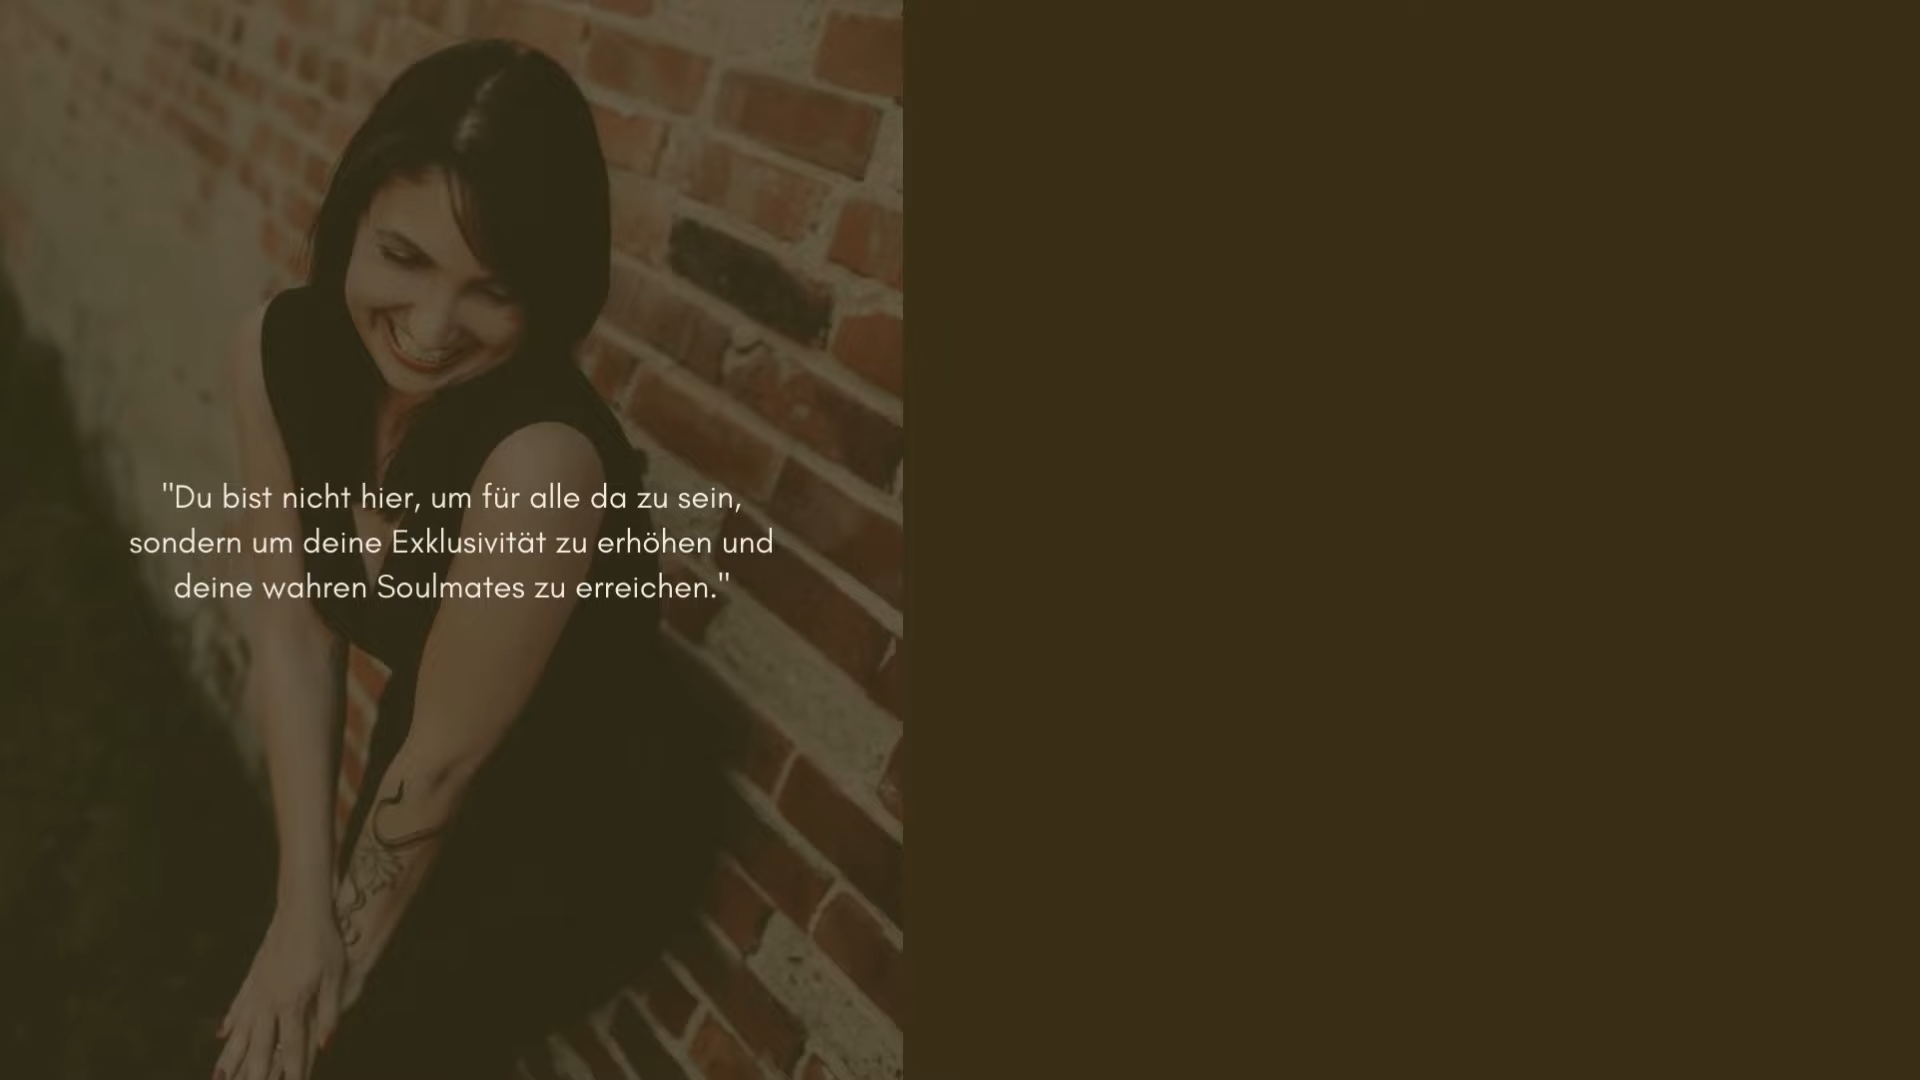 "Du bist nicht hier, um für alle da zu sein,
sondern um deine Exklusivität zu erhöhen und
deine wahren Soulmates zu erreichen."